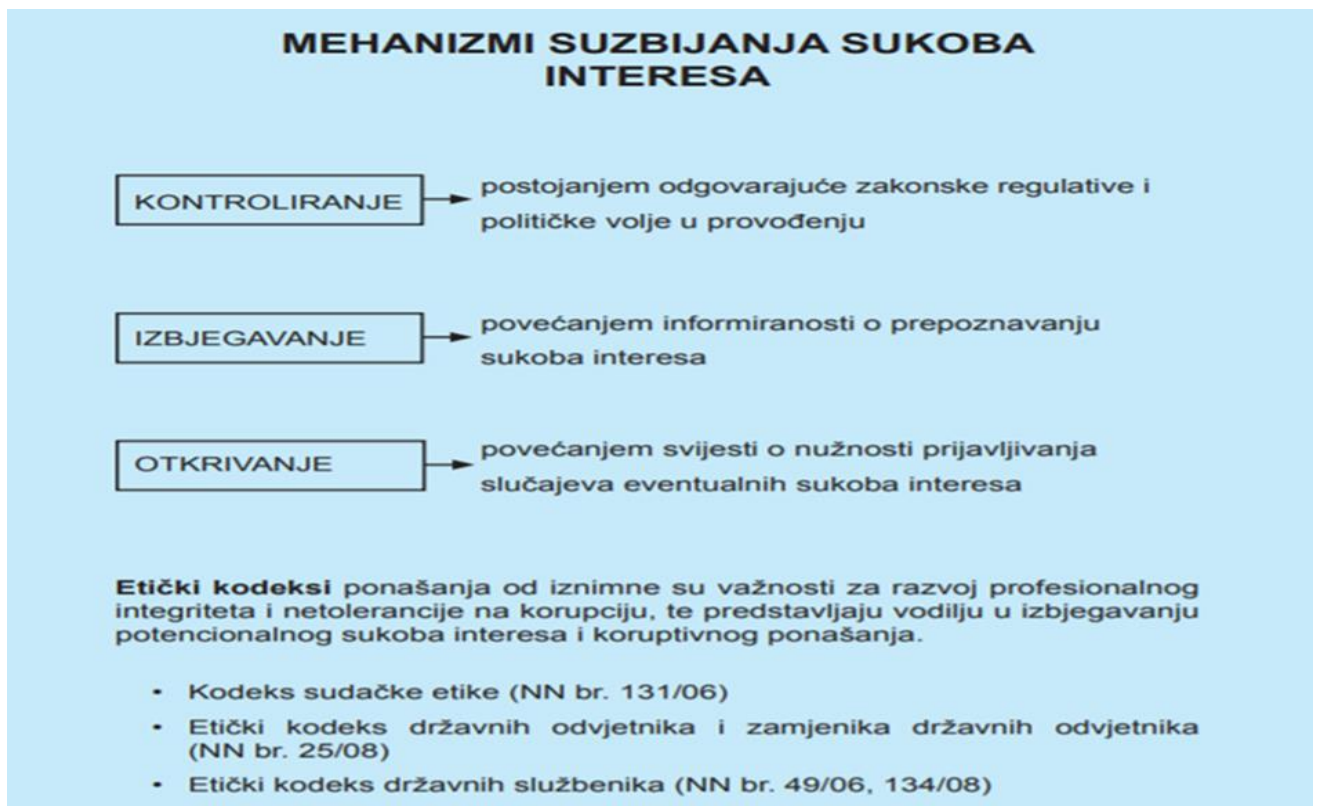 MEHANIZMI SUZBIJANJA SUKOBA
INTERESA
KONTROLIRANJE
postojanjem odgovarajuće zakonske regulative i
političke volje u provođenju
IZBJEGAVANJE
povećanjem informiranosti o prepoznavanju
sukoba interesa
OTKRIVANJE
povećanjem svijesti o nužnosti prijavljivanja
slučajeva eventualnih sukoba interesa
Etički kodeksi ponašanja od iznimne su važnosti za razvoj profesionalnog
integriteta i netolerancije na korupciju, te predstavljaju vodilju u izbjegavanju
potencionalnog sukoba interesa i koruptivnog ponašanja.
• Kodeks sudačke etike (NN br. 131/06)
• Etički kodeks državnih odvjetnika i zamjenika državnih odvjetnika
(NN br. 25/08)
• Etički kodeks državnih službenika (NN br. 49/06, 134/08)